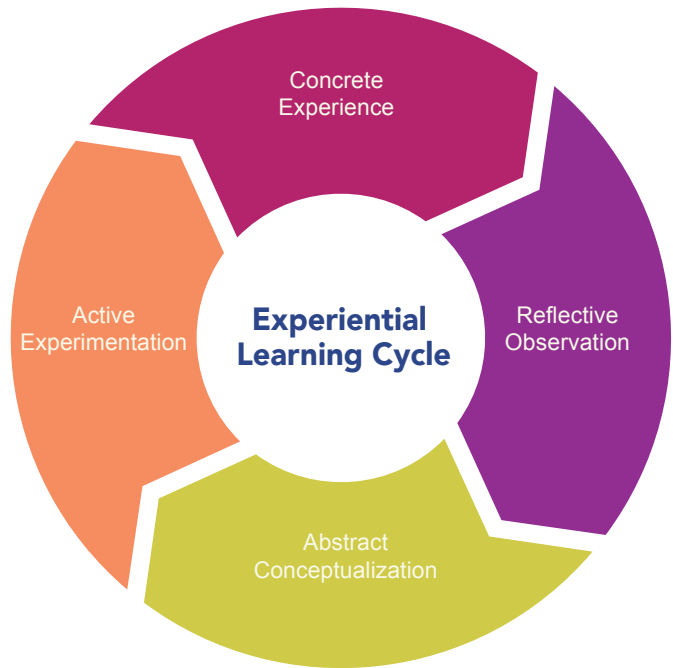 Concrete
Experience
Reflective
Observation
Abstract
Conceptualization
Active
Experimentation
Experiential
Learning Cycle